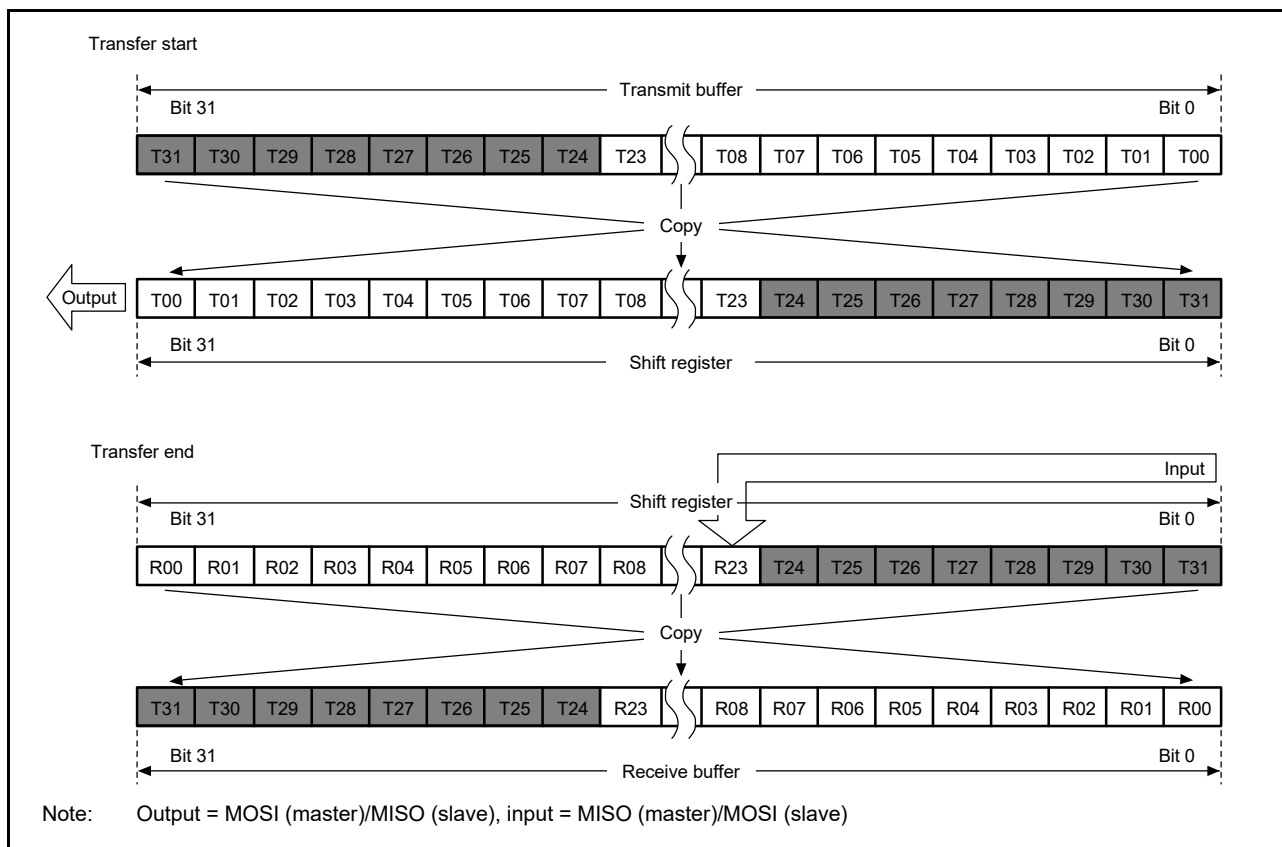 Transfer start
Transmit buffer
Bit 31 Bit 0
T31 T30 T29 T28 T27 T26 T25 T24 T23 T08 T07 T06 T05 T04 T03 T02 T01 T00
Copy
Output T00 T01 T02 T03 T04 T05 T06 T07 T08 T23 T24 T25 T26 T27 T28 T29 T30 T31
Bit 31 Bit 0
Shift register
Transfer end
Input
Shift register
Bit 31 Bit 0
R00 R01 R02 R03 R04 R05 R06 R07 R08 R23 T24 T25 T26 T27 T28 T29 T30 T31
Copy
T31 T30 T29 T28 T27 T26 T25 T24 R23 R08 R07 R06 R05 R04 R03 R02 R01 R00
Bit 31 Bit 0
Receive buffer
Note: Output = MOSI (master)/MISO (slave), input = MISO (master)/MOSI (slave)